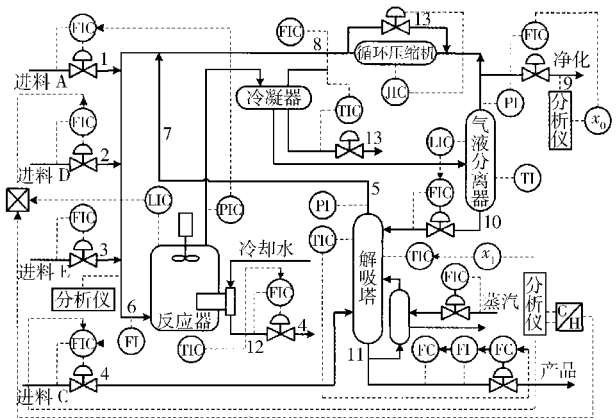 FIC
13
FIC
FIC
8
循环压缩机
净化
1
进料 A
JIC
冷凝器
PI
9
FIC
TIC
分析仪
x₀
7
13
LIC
气液分离器
进料 D
2
FIC
TI
5
LIC
PIC
PI
10
FIC
TIC
冷却水
解吸塔
TIC
x₁
进料 E
3
FIC
FIC
分析仪
C/H
蒸汽
分析仪
6
反应器
FI
TIC
12
4
FIC
11
FC
FI
FC
产品
进料 C
4